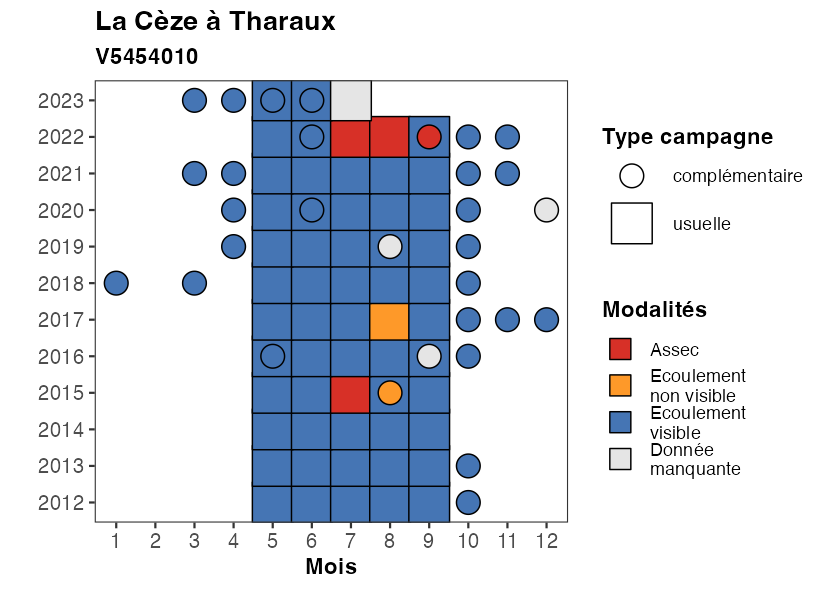 La Cèze à Tharaux
V5454010
2023
2022
2021
2020
2019
2018
2017
2016
2015
2014
2013
2012
1 2 3 4 5 6 7 8 9 10 11 12
Mois
Type campagne
complémentaire
usuelle
Modalités
Assec
Ecoulement
non visible
Ecoulement
visible
Donnée
manquante